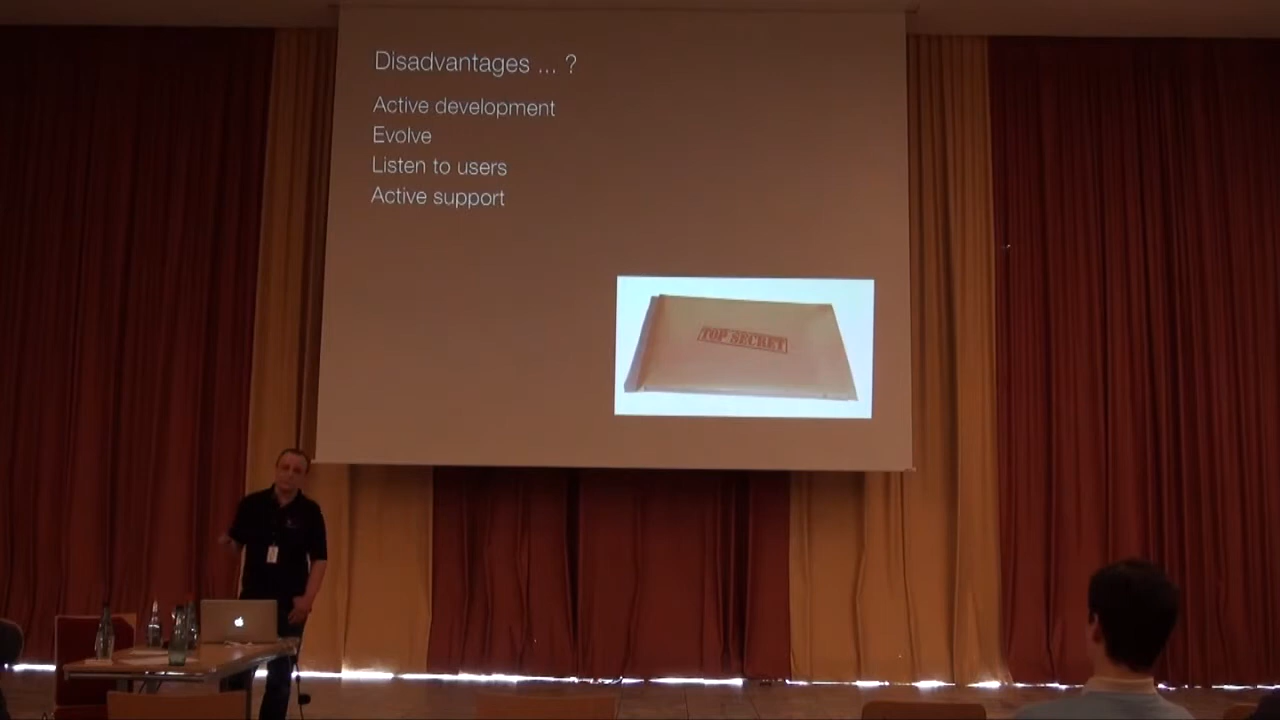 Disadvantages ... ?
Active development
Evolve
Listen to users
Active support
TOP SECRET